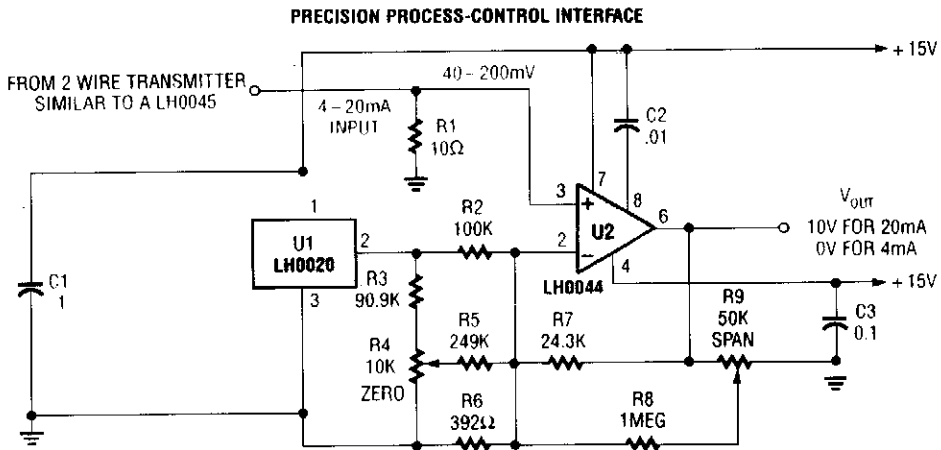 PRECISION PROCESS-CONTROL INTERFACE
+ 15V
FROM 2 WIRE TRANSMITTER
SIMILAR TO A LH0045
40 – 200mV
4 – 20mA
INPUT
R1
10Ω
C2
.01
7
8
3
+
U2
6
2
–
4
LH0044
VOUT
10V FOR 20mA
0V FOR 4mA
1
U1
LH0020
2
3
R2
100K
C1
1
R3
90.9K
R4
10K
ZERO
R5
249K
R7
24.3K
R9
50K
SPAN
+ 15V
C3
0.1
R6
392Ω
R8
1MEG